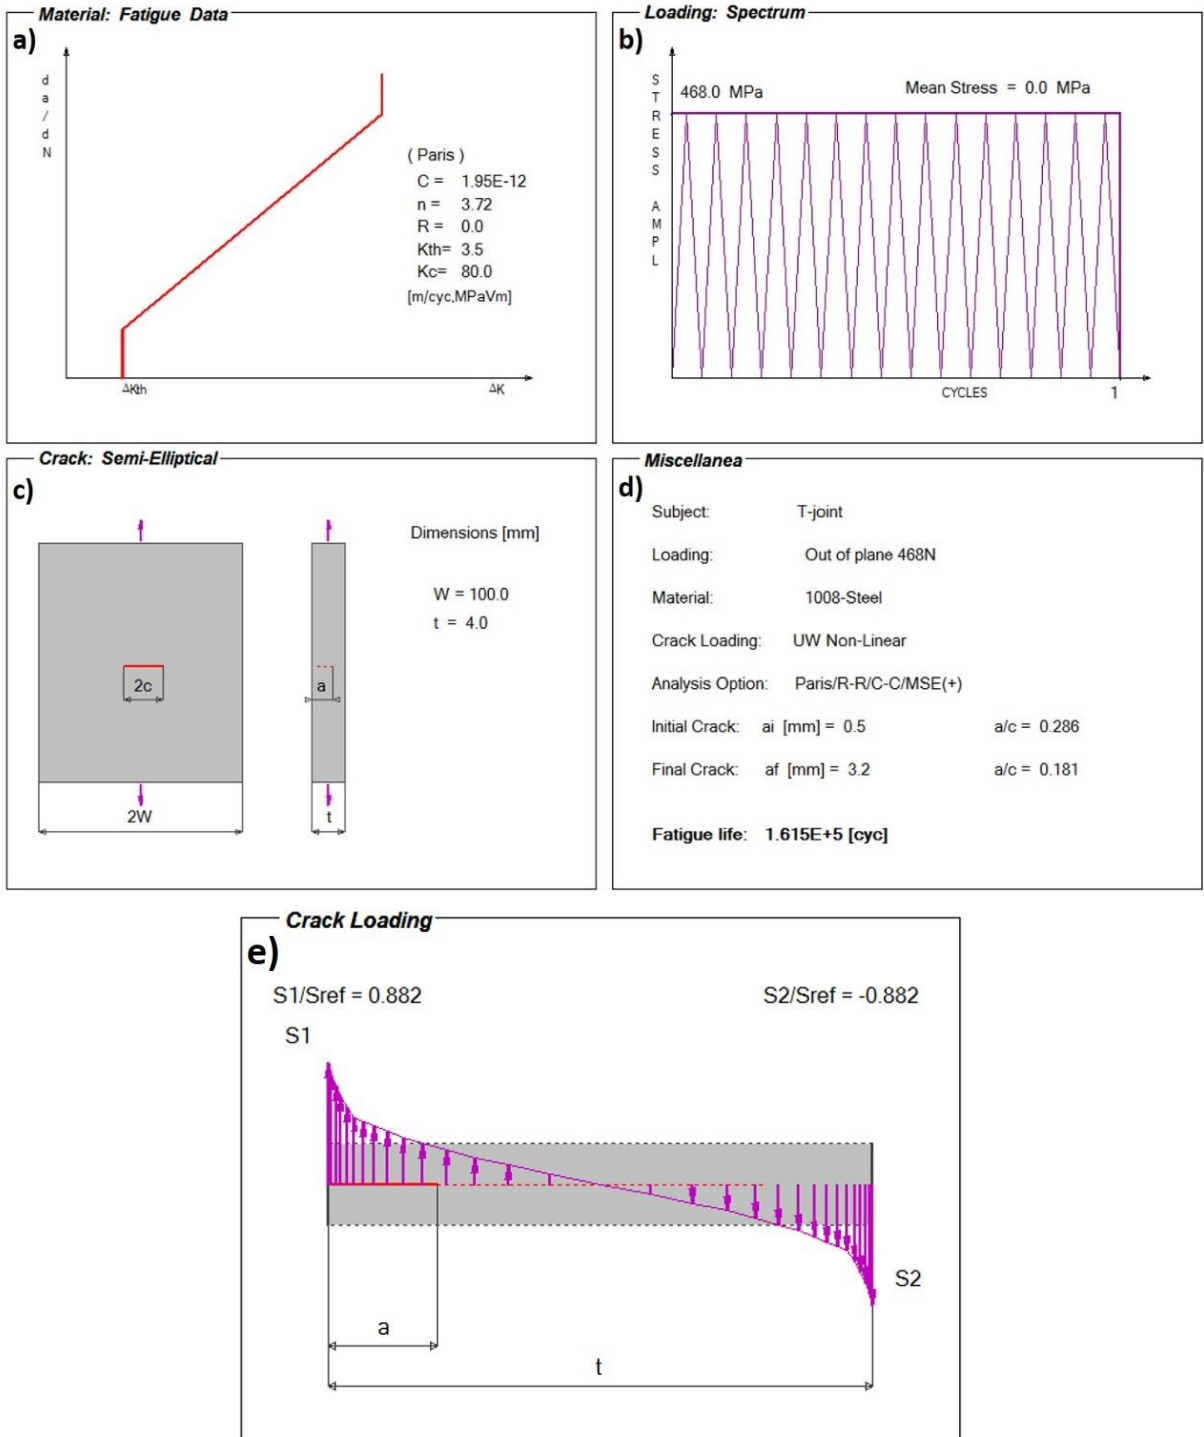 Material: Fatigue Data
a)
da/dN
( Paris )
C = 1.95E-12
n = 3.72
R = 0.0
Kth= 3.5
Kc= 80.0
[m/cyc,MPaVm]
ΔKth
ΔK
Loading: Spectrum
b)
STRESS AMPL
468.0 MPa
Mean Stress = 0.0 MPa
CYCLES
1
Crack: Semi-Elliptical
c)
Dimensions [mm]
W = 100.0
t = 4.0
2c
a
2W
t
Miscellanea
d)
Subject: T-joint
Loading: Out of plane 468N
Material: 1008-Steel
Crack Loading: UW Non-Linear
Analysis Option: Paris/R-R/C-C/MSE(+)
Initial Crack: ai [mm] = 0.5 a/c = 0.286
Final Crack: af [mm] = 3.2 a/c = 0.181
Fatigue life: 1.615E+5 [cyc]
Crack Loading
e)
S1/Sref = 0.882
S2/Sref = -0.882
S1
S2
a
t